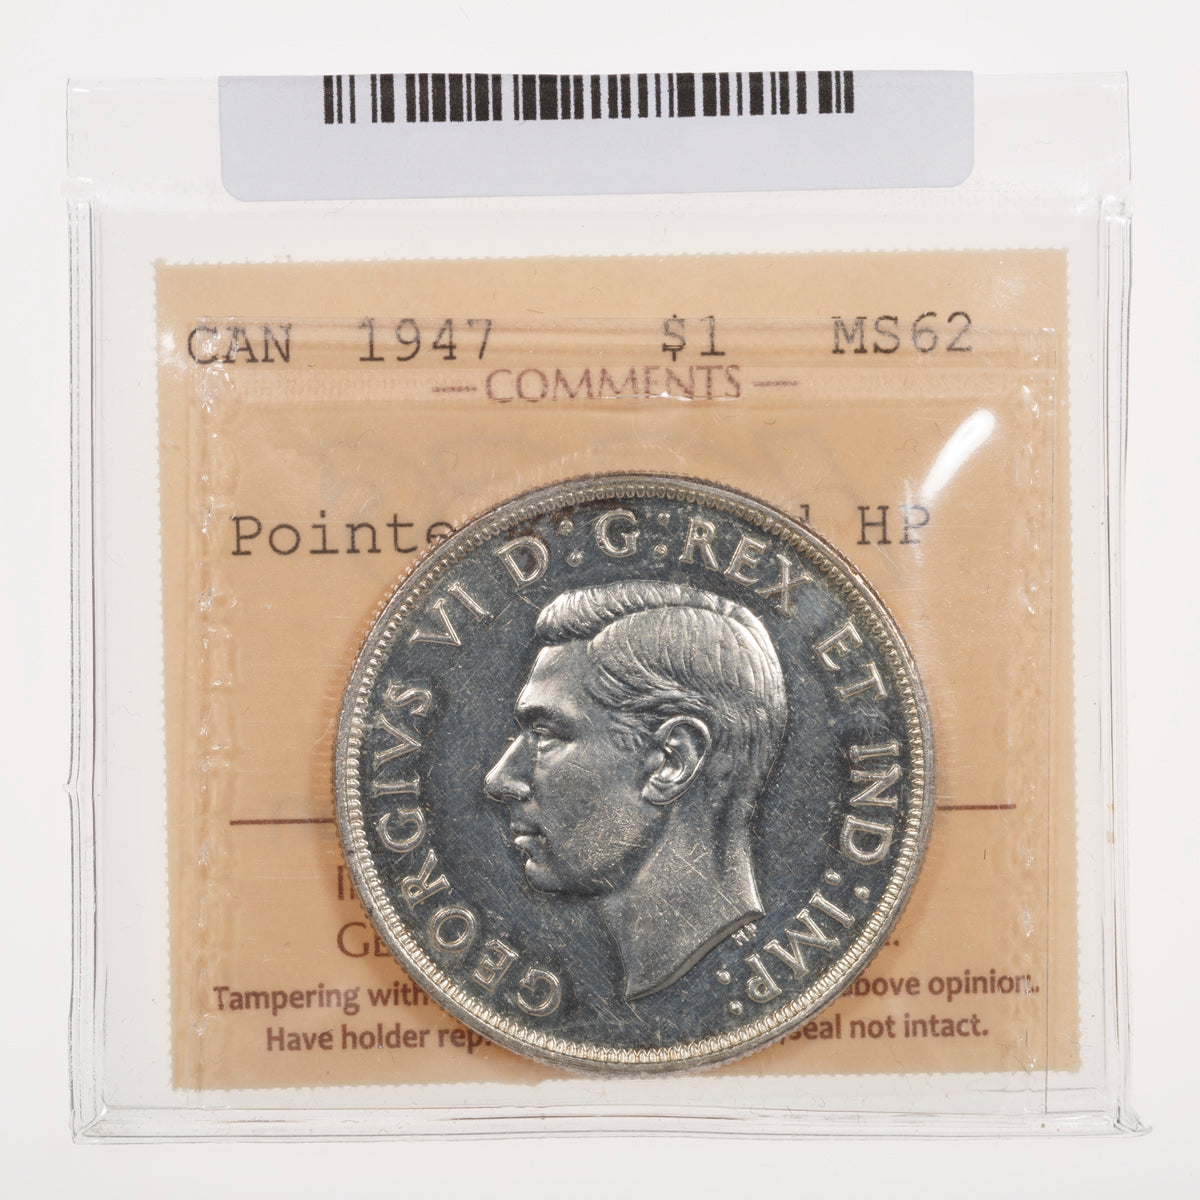 CAN 1947 $1 MS62
COMMENTS
Pointe HP
GEORGIVS VI D:G:REX ET IND:IMP:
HP
Tampering with above opinion.
Have holder rep seal not intact.